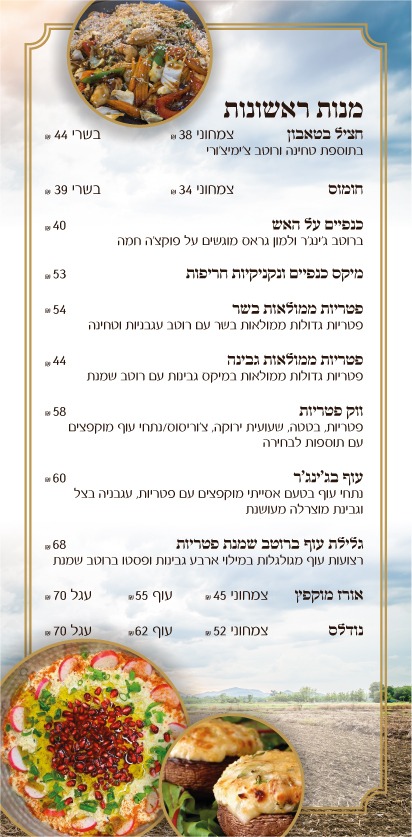 מנות ראשונות
חציל בטאבון צמחוני 38 ₪ בשרי 44 ₪
בתוספת טחינה ורוטב צ'ימיצ'ורי
חומוס צמחוני 34 ₪ בשרי 39 ₪
כנפיים על האש 40 ₪
ברוטב ג'ינג'ר ולמון גראס מוגשים על פוקצ'ה חמה
מיקס כנפיים ונקניקיות חריפות 53 ₪
פטריות ממולאות בשר 54 ₪
פטריות גדולות ממולאות בשר עם רוטב עגבניות וטחינה
פטריות ממולאות גבינה 44 ₪
פטריות גדולות ממולאות במיקס גבינות עם רוטב שמנת
ווק פטריות 58 ₪
פטריות, בטטה, שעועית ירוקה, צ'וריסוס/נתחי עוף מוקפצים
עם תוספות לבחירה
עוף בג'ינג'ר 60 ₪
נתחי עוף בטעם אסייתי מוקפצים עם פטריות, עגבניה בצל
וגבינת מוצרלה מעושנת
גלילת עוף ברוטב שמנת פטריות 68 ₪
רצועות עוף מגולגלות במילוי ארבע גבינות ופסטו ברוטב שמנת
אורז מוקפץ צמחוני 45 ₪ עוף 55 ₪ עגל 70 ₪
נודלס צמחוני 52 ₪ עוף 62 ₪ עגל 70 ₪